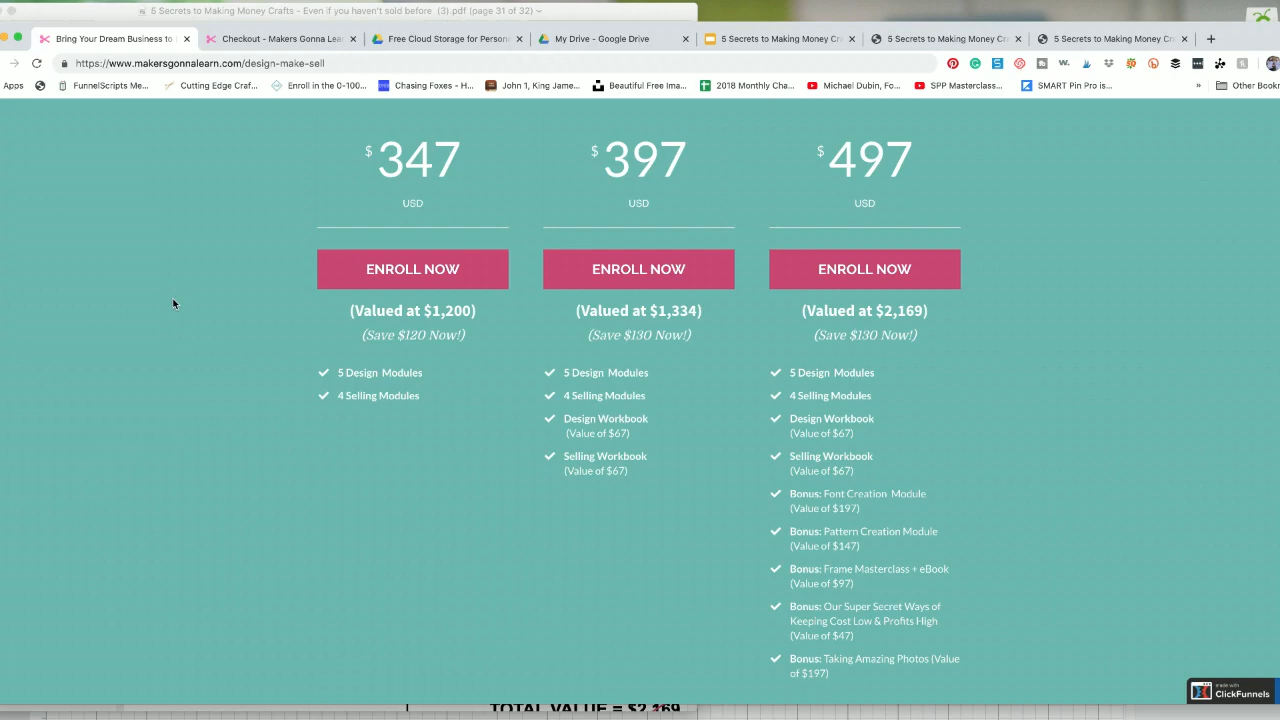 5 Secrets to Making Money Crafts - Even if you haven't sold before (3).pdf (page 31 of 32)
Bring Your Dream Business to
Checkout - Makers Gonna Lea
Free Cloud Storage for Person
My Drive - Google Drive
5 Secrets to Making Money Cr
5 Secrets to Making Money Cr
5 Secrets to Making Money Cr
https://www.makersgonnalearn.com/design-make-sell
Apps
FunnelScripts Me...
Cutting Edge Craf...
Enroll in the 0-100...
Chasing Foxes - H...
John 1, King Jame...
Beautiful Free Ima...
2018 Monthly Cha...
Michael Dubin, Fo...
SPP Masterclass...
SMART Pin Pro is...
»
Other Bookr
$ 347
USD
ENROLL NOW
(Valued at $1,200)
(Save $120 Now!)
5 Design Modules
4 Selling Modules
$ 397
USD
ENROLL NOW
(Valued at $1,334)
(Save $130 Now!)
5 Design Modules
4 Selling Modules
Design Workbook
(Value of $67)
Selling Workbook
(Value of $67)
$ 497
USD
ENROLL NOW
(Valued at $2,169)
(Save $130 Now!)
5 Design Modules
4 Selling Modules
Design Workbook
(Value of $67)
Selling Workbook
(Value of $67)
Bonus: Font Creation Module
(Value of $197)
Bonus: Pattern Creation Module
(Value of $147)
Bonus: Frame Masterclass + eBook
(Value of $97)
Bonus: Our Super Secret Ways of
Keeping Cost Low & Profits High
(Value of $47)
Bonus: Taking Amazing Photos (Value
of $197)
made with
ClickFunnels
TOTAL VALUE = $2,169